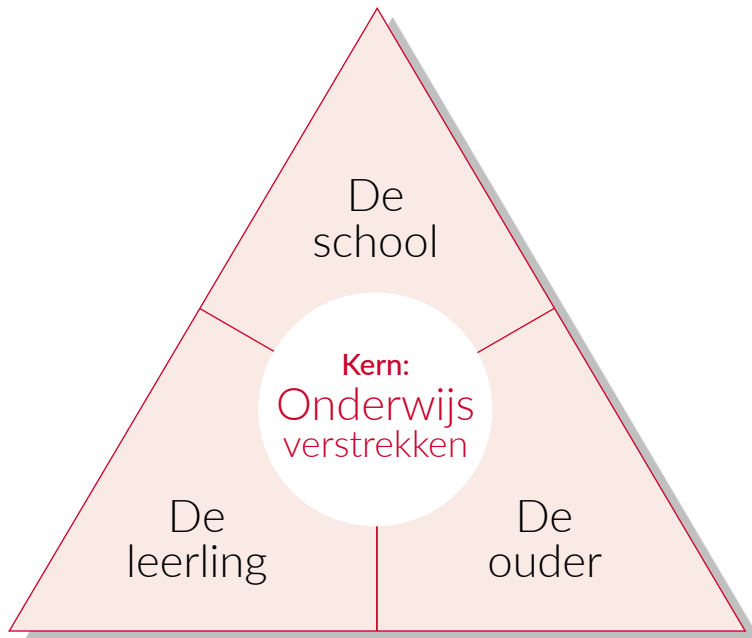 De
school
Kern:
Onderwijs
verstrekken
De
leerling
De
ouder